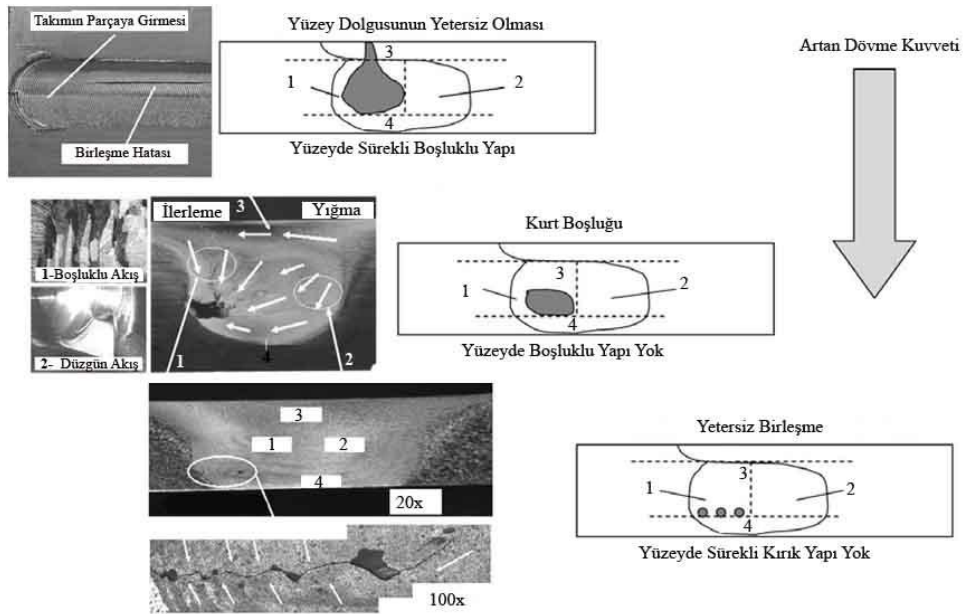 Takımın Parçaya Girmesi
Birleşme Hatası
Yüzey Dolgusunun Yetersiz Olması
1
3
2
4
Yüzeyde Sürekli Boşluklu Yapı
Artan Dövme Kuvveti
1-Boşluklu Akış
2- Düzgün Akış
İlerleme
3
Yığma
1
4
2
Kurt Boşluğu
1
3
2
4
Yüzeyde Boşluklu Yapı Yok
3
1
2
4
20x
100x
Yetersiz Birleşme
1
3
2
4
Yüzeyde Sürekli Kırık Yapı Yok